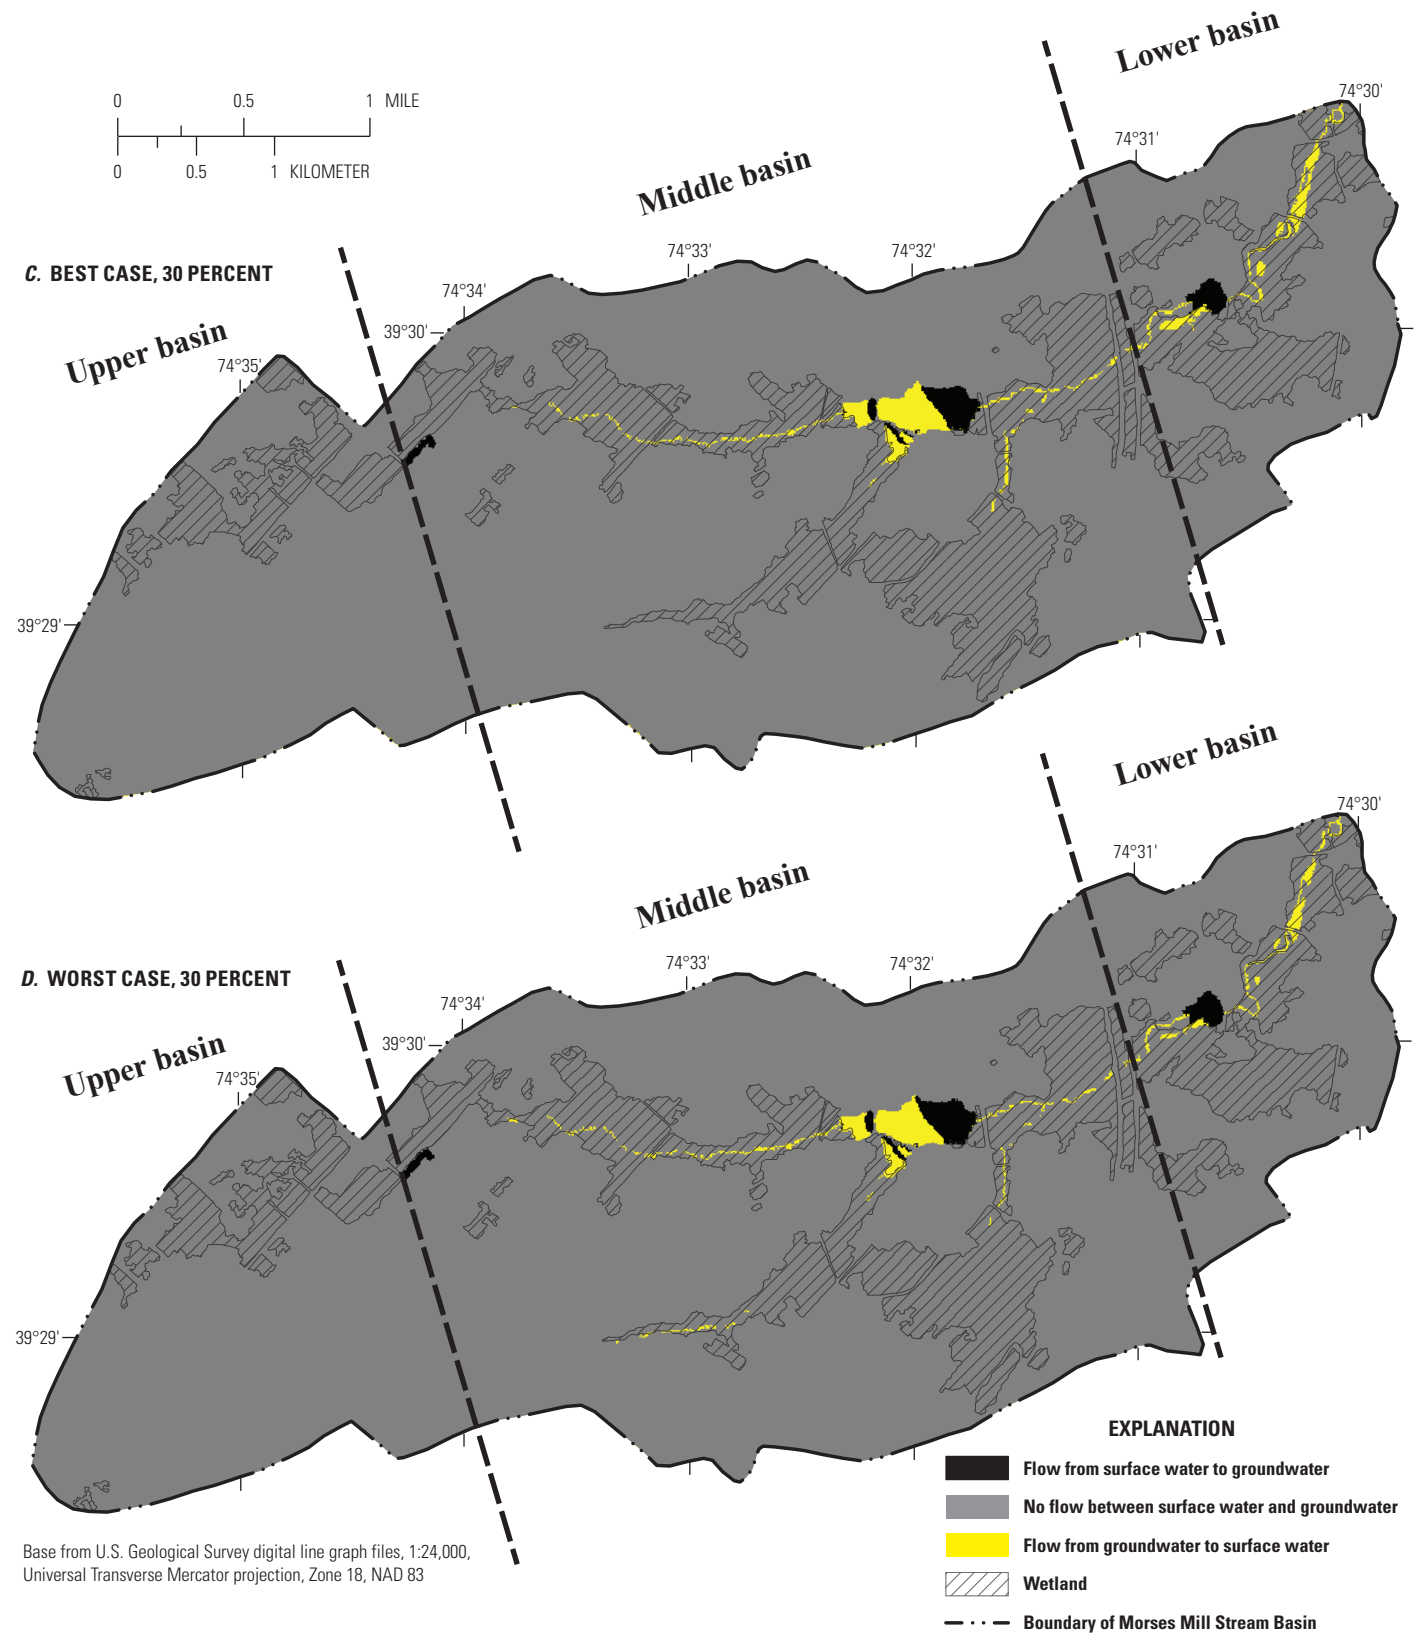 Lower basin
74°30'
0 0.5 1 MILE
74°31'
0 0.5 1 KILOMETER
Middle basin
74°33'
74°32'
C. BEST CASE, 30 PERCENT
74°34'
39°30'
Upper basin
74°35'
39°29'
Lower basin
74°30'
74°31'
Middle basin
74°33'
74°32'
D. WORST CASE, 30 PERCENT
74°34'
39°30'
Upper basin
74°35'
39°29'
EXPLANATION
Flow from surface water to groundwater
No flow between surface water and groundwater
Flow from groundwater to surface water
Wetland
Boundary of Morses Mill Stream Basin
Base from U.S. Geological Survey digital line graph files, 1:24,000,
Universal Transverse Mercator projection, Zone 18, NAD 83